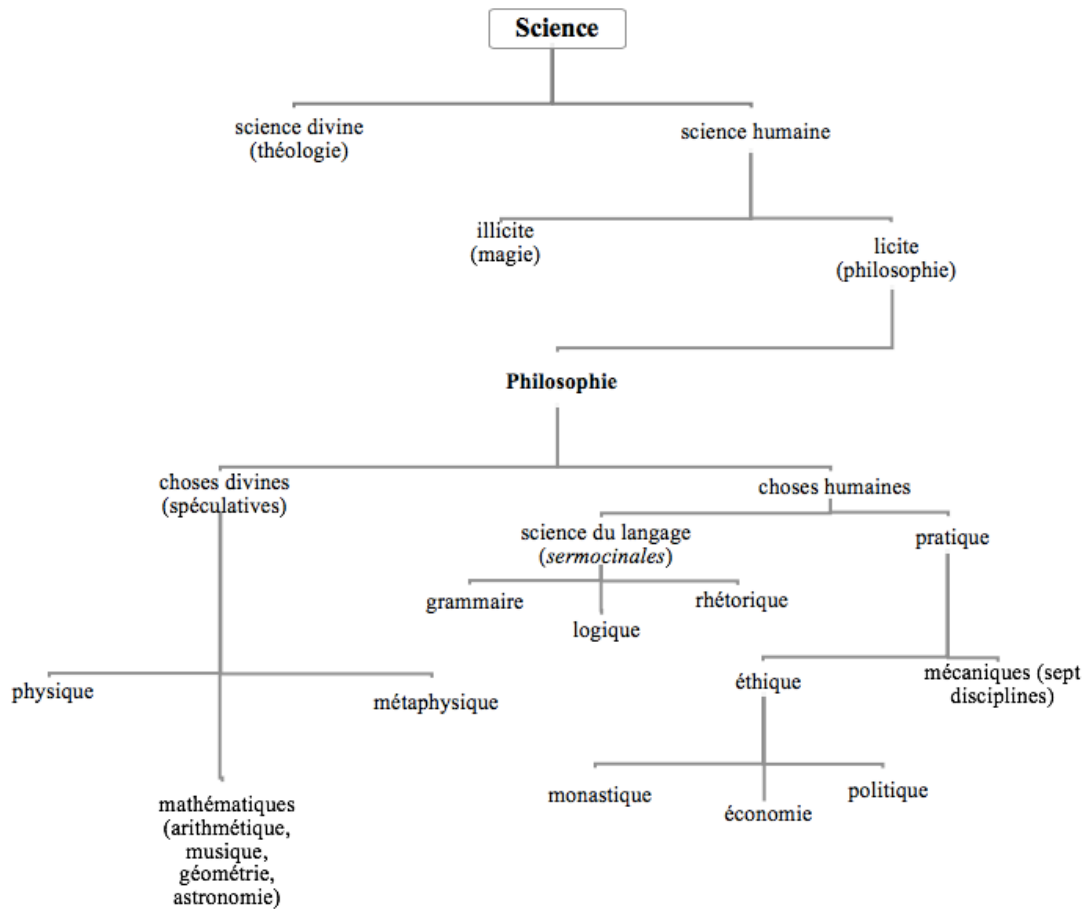 Science
science divine
(théologie)
science humaine
illicite
(magie)
licite
(philosophie)
Philosophie
choses divines
(spéculatives)
choses humaines
science du langage
(sermocinales)
pratique
grammaire
rhétorique
logique
physique
métaphysique
éthique
mécaniques (sept
disciplines)
mathématiques
(arithmétique,
musique,
géométrie,
astronomie)
monastique
économie
politique